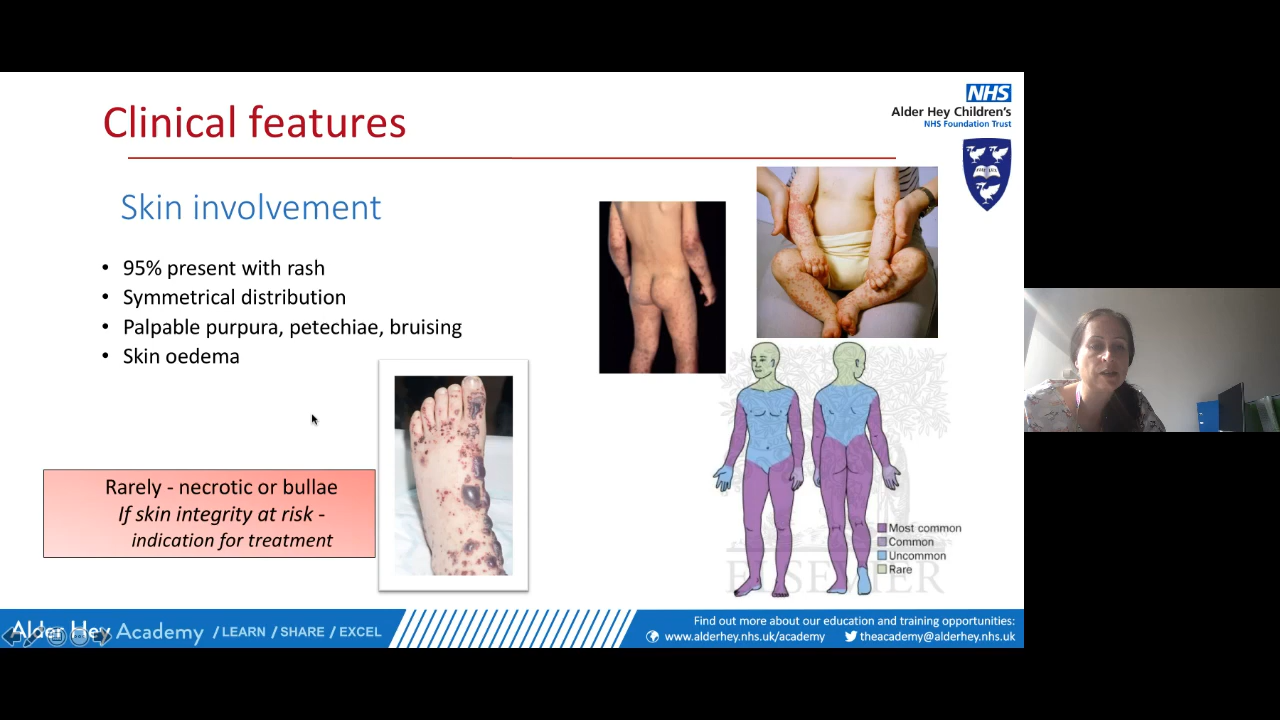 Clinical features
NHS
Alder Hey Children's
NHS Foundation Trust
Skin involvement
• 95% present with rash
• Symmetrical distribution
• Palpable purpura, petechiae, bruising
• Skin oedema
Rarely - necrotic or bullae
If skin integrity at risk -
indication for treatment
Most common
Common
Uncommon
Rare
ELSEVIER
Alder Hey Academy / LEARN / SHARE / EXCEL
Find out more about our education and training opportunities:
www.alderhey.nhs.uk/academy theacademy@alderhey.nhs.uk